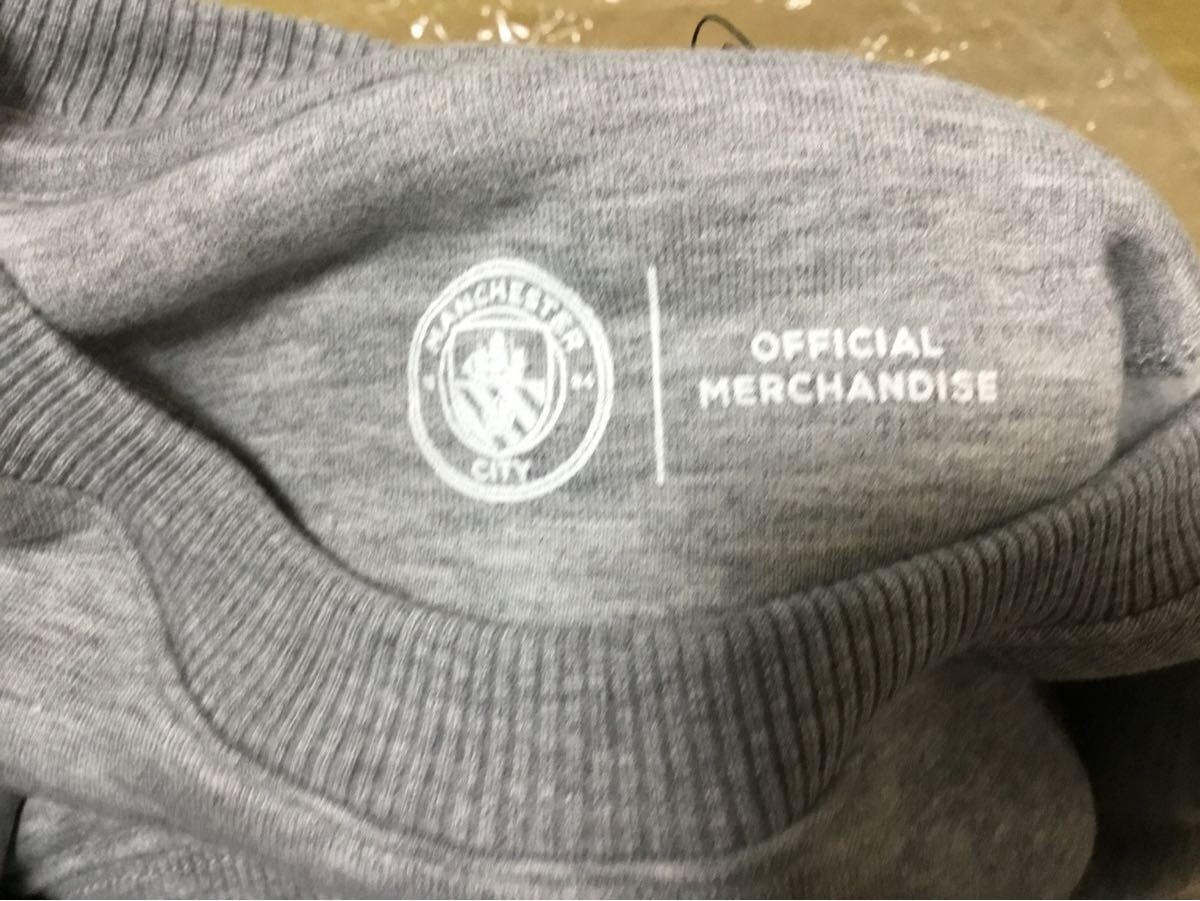 MANCHESTER
CITY
OFFICIAL
MERCHANDISE